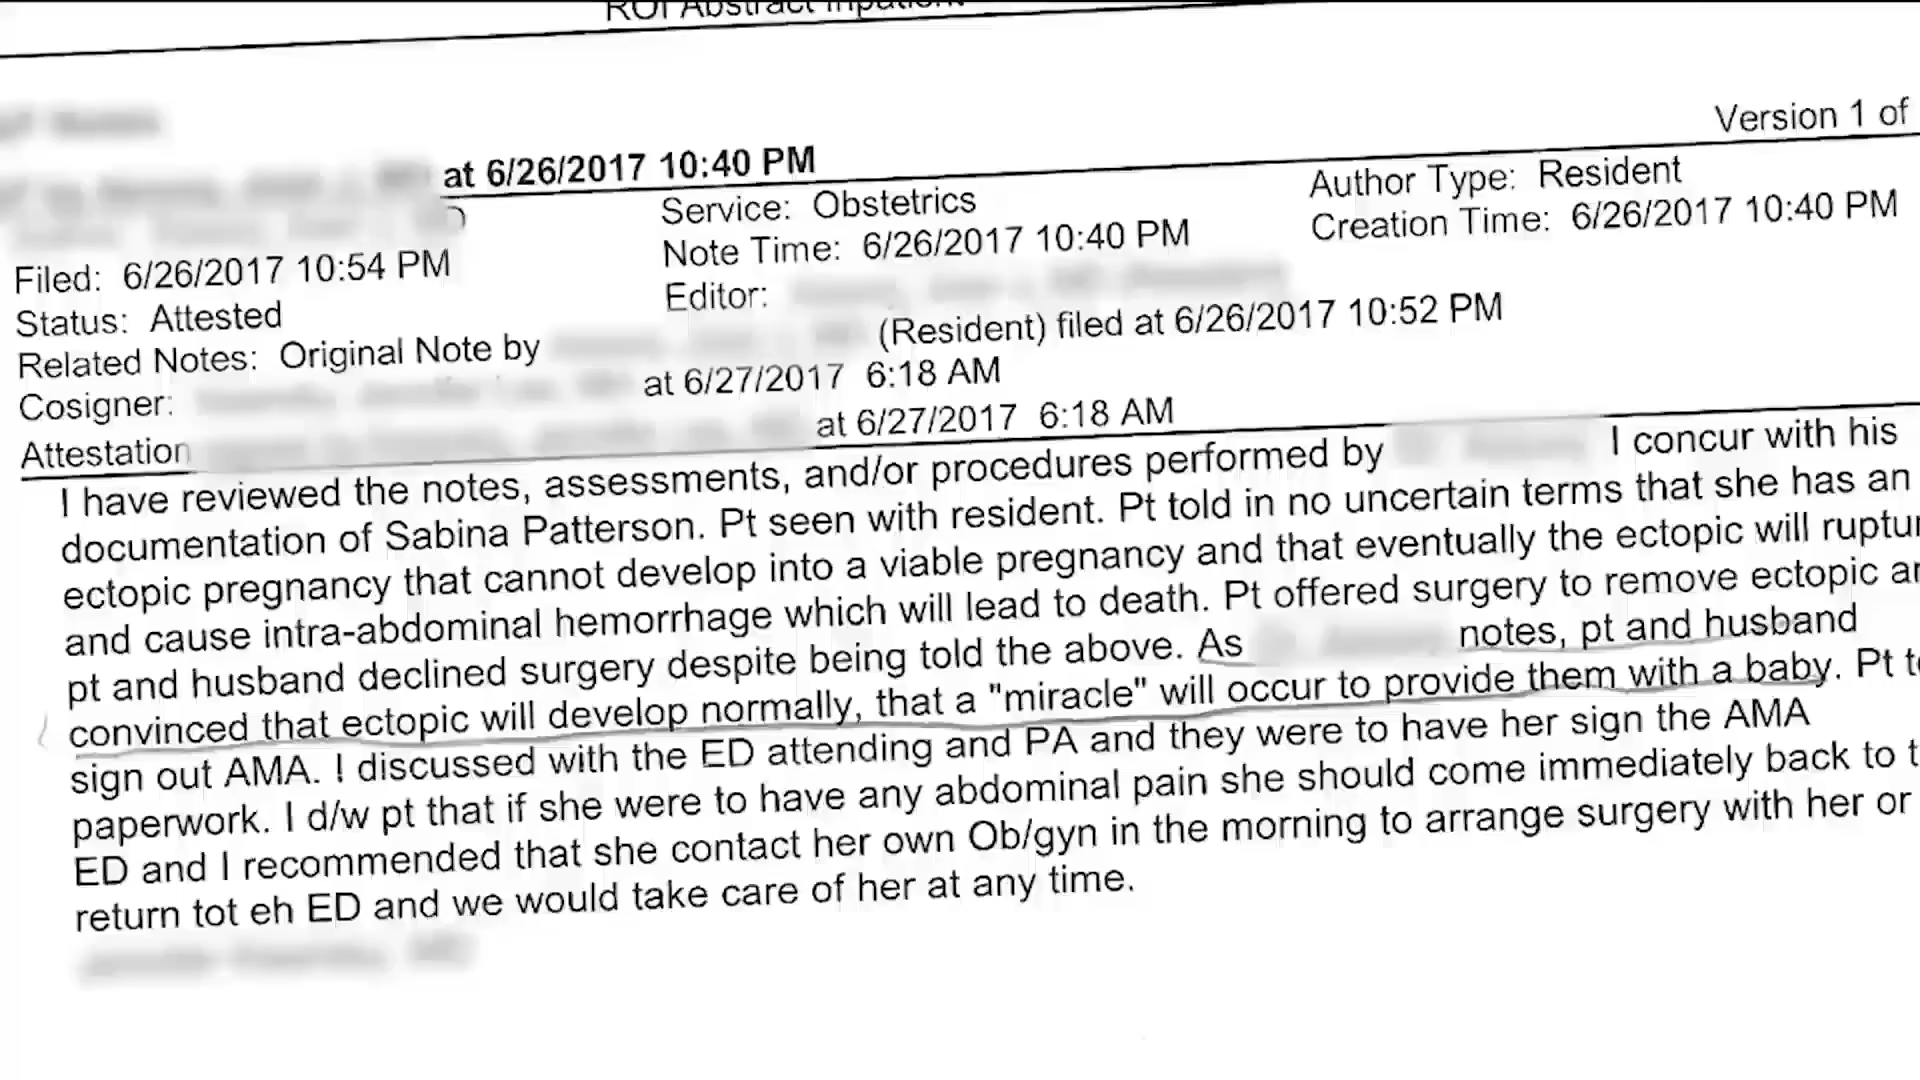 ROI Abstract Inpatient
Version 1 of
at 6/26/2017 10:40 PM
Service: Obstetrics
Author Type: Resident
Note Time: 6/26/2017 10:40 PM
Creation Time: 6/26/2017 10:40 PM
Filed: 6/26/2017 10:54 PM
Editor:
Status: Attested
(Resident) filed at 6/26/2017 10:52 PM
Related Notes: Original Note by
Cosigner: at 6/27/2017 6:18 AM
Attestation at 6/27/2017 6:18 AM
I have reviewed the notes, assessments, and/or procedures performed by I concur with his
documentation of Sabina Patterson. Pt seen with resident. Pt told in no uncertain terms that she has an
ectopic pregnancy that cannot develop into a viable pregnancy and that eventually the ectopic will ruptur
and cause intra-abdominal hemorrhage which will lead to death. Pt offered surgery to remove ectopic an
pt and husband declined surgery despite being told the above. As notes, pt and husband
convinced that ectopic will develop normally, that a "miracle" will occur to provide them with a baby. Pt to
sign out AMA. I discussed with the ED attending and PA and they were to have her sign the AMA
paperwork. I d/w pt that if she were to have any abdominal pain she should come immediately back to t
ED and I recommended that she contact her own Ob/gyn in the morning to arrange surgery with her or
return tot eh ED and we would take care of her at any time.